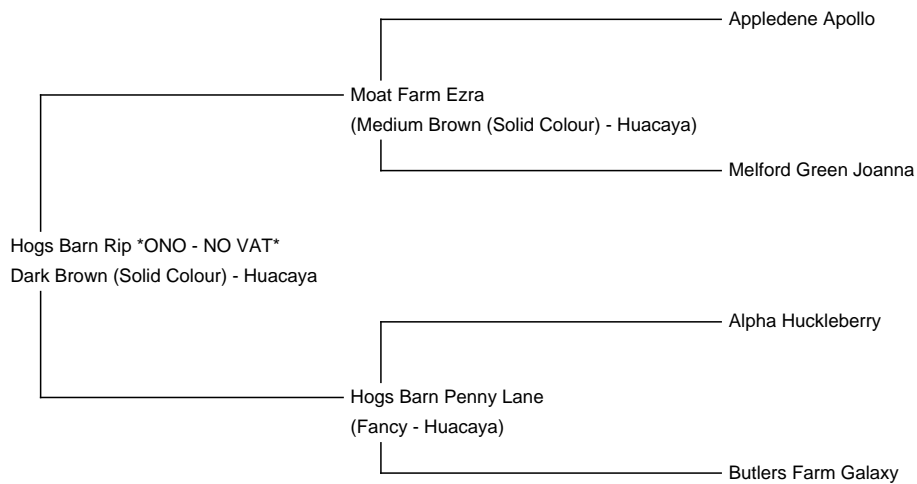 Appledene Apollo
Moat Farm Ezra
(Medium Brown (Solid Colour) - Huacaya)
Melford Green Joanna
Hogs Barn Rip *ONO - NO VAT*
Dark Brown (Solid Colour) - Huacaya
Alpha Huckleberry
Hogs Barn Penny Lane
(Fancy - Huacaya)
Butlers Farm Galaxy